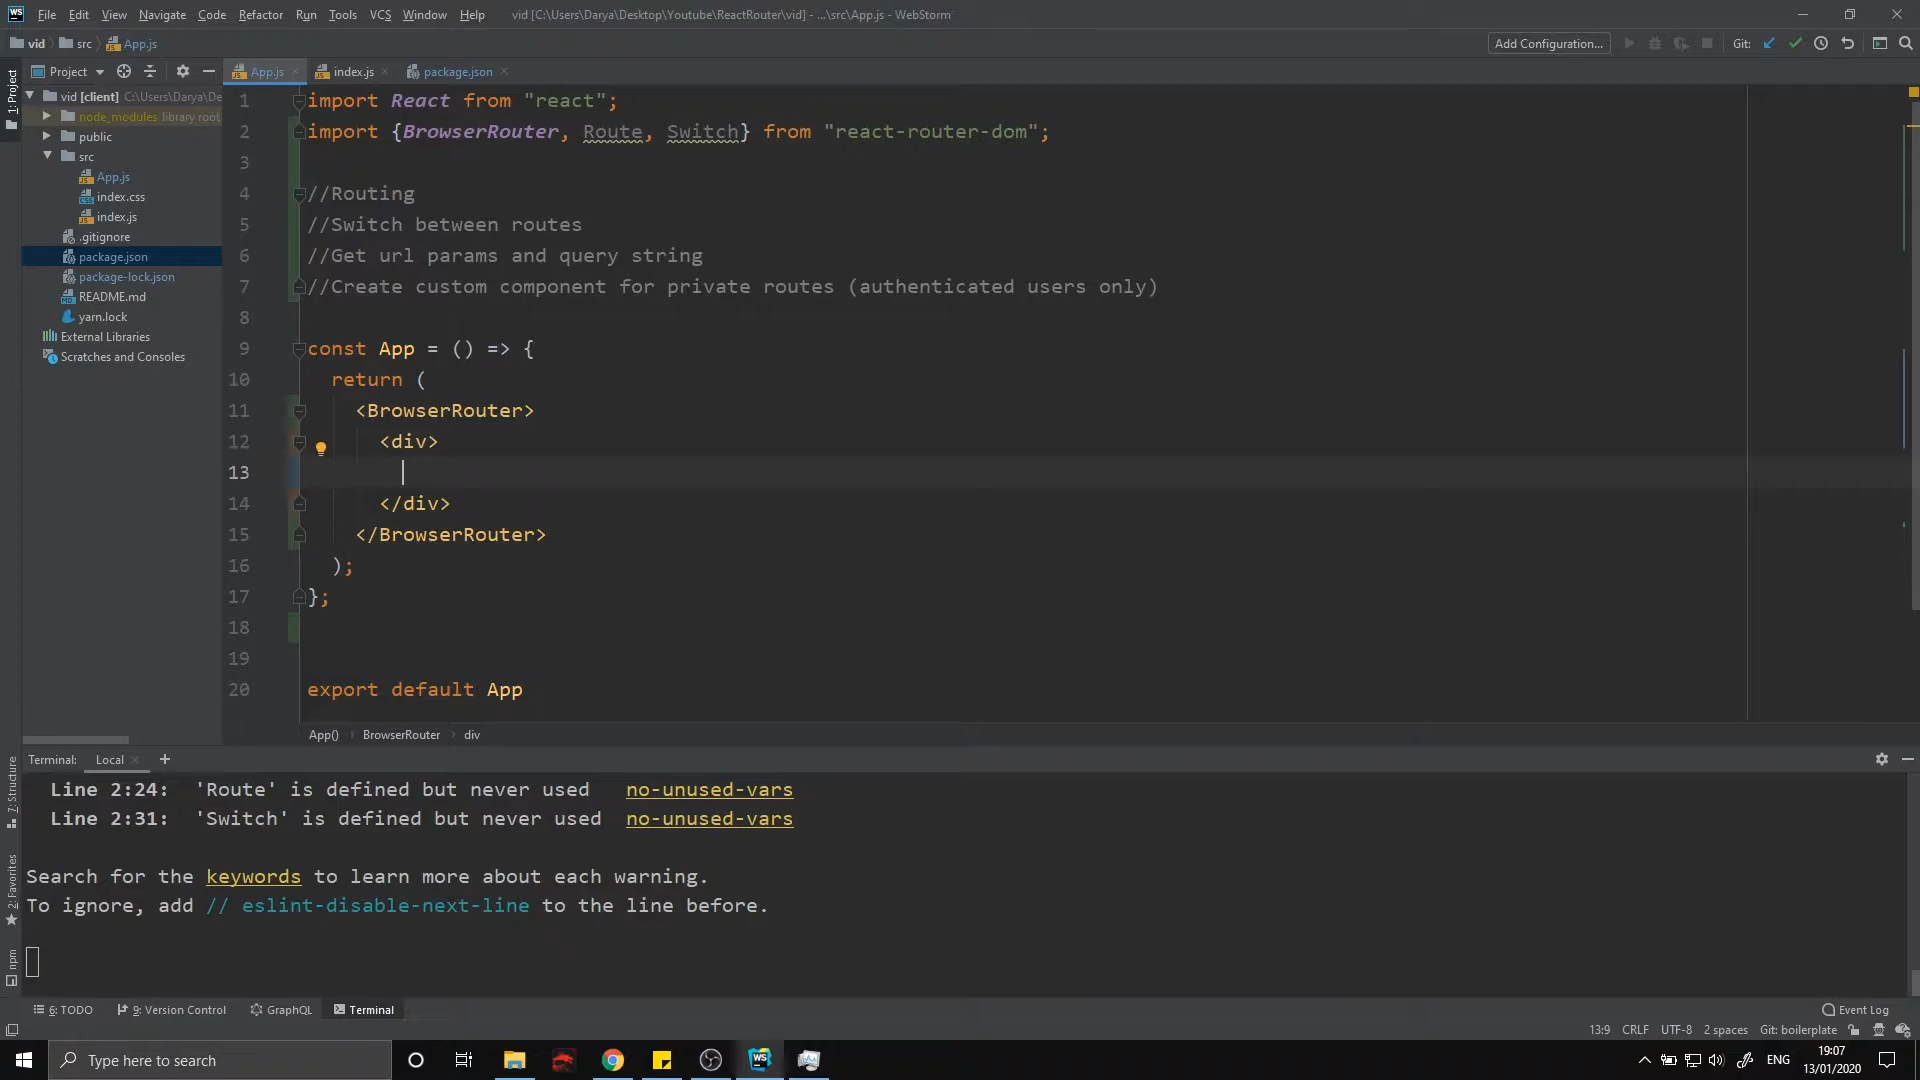 WS File Edit View Navigate Code Refactor Run Tools VCS Window Help vid [C:\Users\Darya\Desktop\Youtube\ReactRouter\vid] - ...\src\App.js - WebStorm
vid src App.js Add Configuration... Git:
Project App.js index.js package.json
1: Project
vid [client] C:\Users\Darya\De
node_modules library root
public
src
App.js
index.css
index.js
.gitignore
package.json
package-lock.json
README.md
yarn.lock
External Libraries
Scratches and Consoles
1 import React from "react";
2 import {BrowserRouter, Route, Switch} from "react-router-dom";
3
4 //Routing
5 //Switch between routes
6 //Get url params and query string
7 //Create custom component for private routes (authenticated users only)
8
9 const App = () => {
10 return (
11 <BrowserRouter>
12 <div>
13
14 </div>
15 </BrowserRouter>
16 );
17 };
18
19
20 export default App
App() BrowserRouter div
Terminal: Local +
7: Structure
2: Favorites
npm
Line 2:24: 'Route' is defined but never used no-unused-vars
Line 2:31: 'Switch' is defined but never used no-unused-vars
Search for the keywords to learn more about each warning.
To ignore, add // eslint-disable-next-line to the line before.
6: TODO 9: Version Control GraphQL Terminal Event Log
13:9 CRLF UTF-8 2 spaces Git: boilerplate
Type here to search WS ENG 19:07
13/01/2020